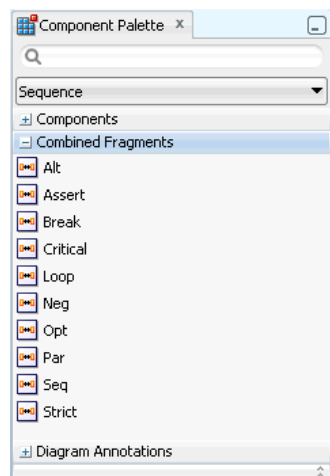 Component Palette
Sequence
Components
Combined Fragments
Alt
Assert
Break
Critical
Loop
Neg
Opt
Par
Seq
Strict
Diagram Annotations